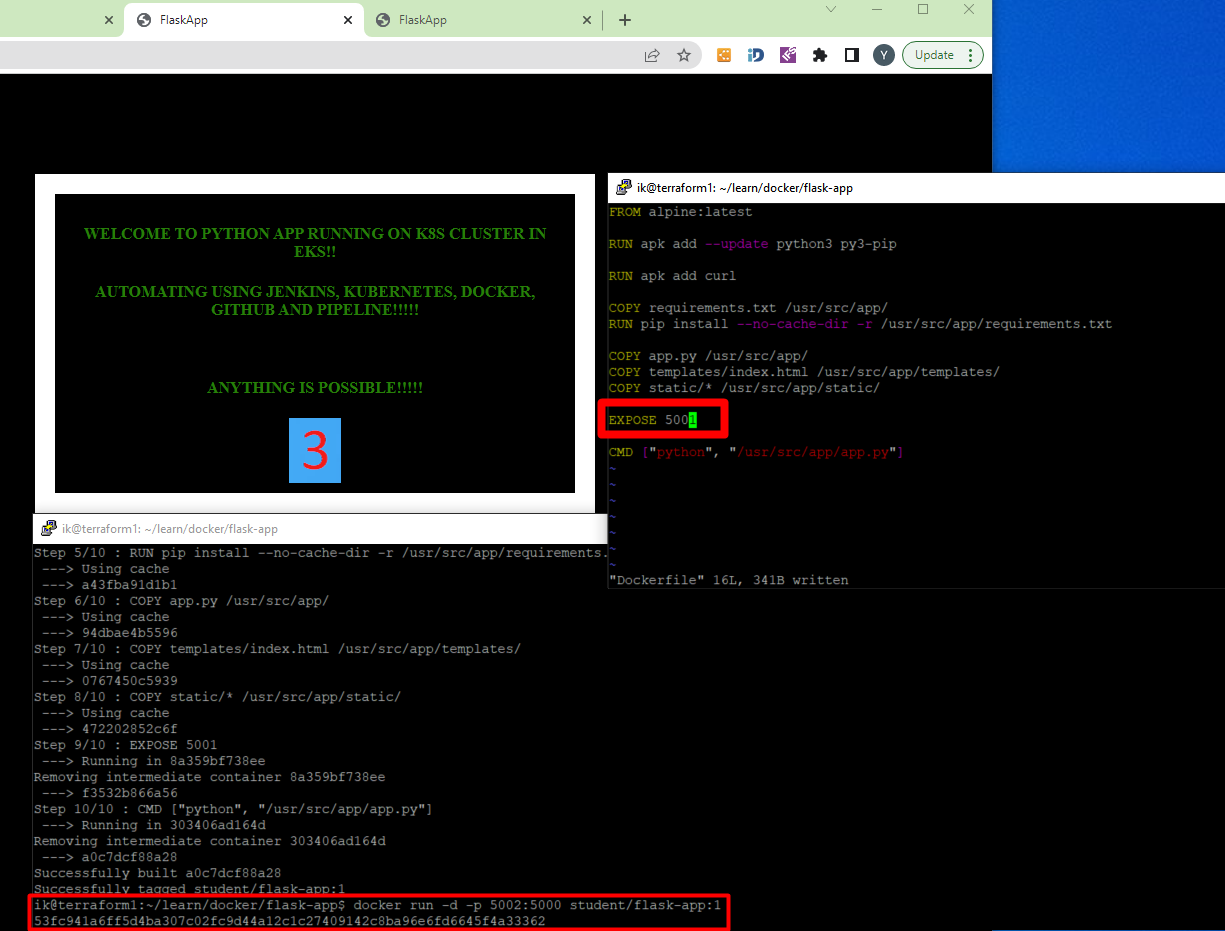 FlaskApp
FlaskApp
Y
Update
WELCOME TO PYTHON APP RUNNING ON K8S CLUSTER IN
EKS!!
AUTOMATING USING JENKINS, KUBERNETES, DOCKER,
GITHUB AND PIPELINE!!!!!
ANYTHING IS POSSIBLE!!!!!
3
ik@terraform1: ~/learn/docker/flask-app
FROM alpine:latest
RUN apk add --update python3 py3-pip
RUN apk add curl
COPY requirements.txt /usr/src/app/
RUN pip install --no-cache-dir -r /usr/src/app/requirements.txt
COPY app.py /usr/src/app/
COPY templates/index.html /usr/src/app/templates/
COPY static/* /usr/src/app/static/
EXPOSE 5001
CMD ["python", "/usr/src/app/app.py"]
~
~
~
~
~
~
~
"Dockerfile" 16L, 341B written
ik@terraform1: ~/learn/docker/flask-app
Step 5/10 : RUN pip install --no-cache-dir -r /usr/src/app/requirements.
---> Using cache
---> a43fba91d1b1
Step 6/10 : COPY app.py /usr/src/app/
---> Using cache
---> 94dbae4b5596
Step 7/10 : COPY templates/index.html /usr/src/app/templates/
---> Using cache
---> 0767450c5939
Step 8/10 : COPY static/* /usr/src/app/static/
---> Using cache
---> 472202852c6f
Step 9/10 : EXPOSE 5001
---> Running in 8a359bf738ee
Removing intermediate container 8a359bf738ee
---> f3532b866a56
Step 10/10 : CMD ["python", "/usr/src/app/app.py"]
---> Running in 303406ad164d
Removing intermediate container 303406ad164d
---> a0c7dcf88a28
Successfully built a0c7dcf88a28
Successfully tagged student/flask-app:1
ik@terraform1:~/learn/docker/flask-app$ docker run -d -p 5002:5000 student/flask-app:1
53fc941a6ff5d4ba307c02fc9d44a12c1c27409142c8ba96e6fd6645f4a33362